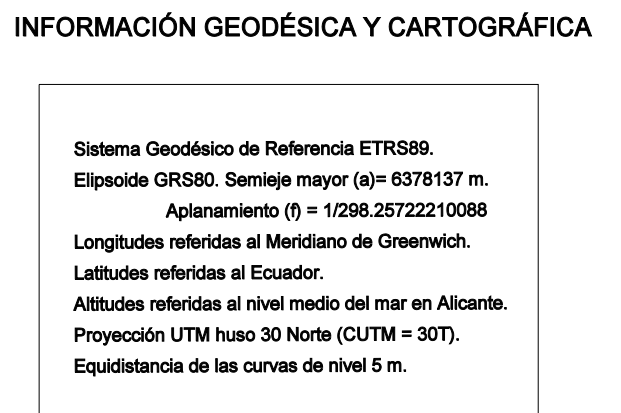 INFORMACIÓN GEODÉSICA Y CARTOGRÁFICA
Sistema Geodésico de Referencia ETRS89.
Elipsoide GRS80. Semieje mayor (a)= 6378137 m.
Aplanamiento (f) = 1/298.25722210088
Longitudes referidas al Meridiano de Greenwich.
Latitudes referidas al Ecuador.
Altitudes referidas al nivel medio del mar en Alicante.
Proyección UTM huso 30 Norte (CUTM = 30T).
Equidistancia de las curvas de nivel 5 m.